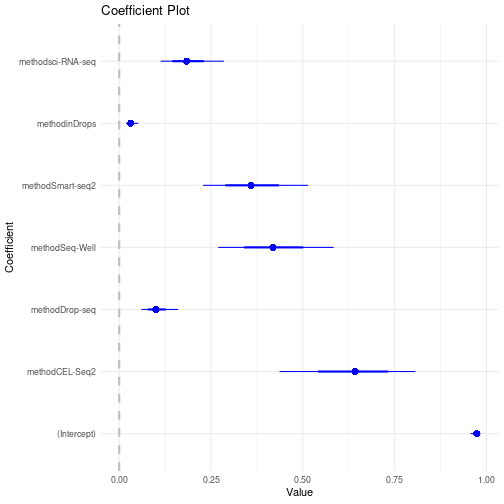 Coefficient Plot
Coefficient
methodsci-RNA-seq
methodinDrops
methodSmart-seq2
methodSeq-Well
methodDrop-seq
methodCEL-Seq2
(Intercept)
0.00 0.25 0.50 0.75 1.00
Value